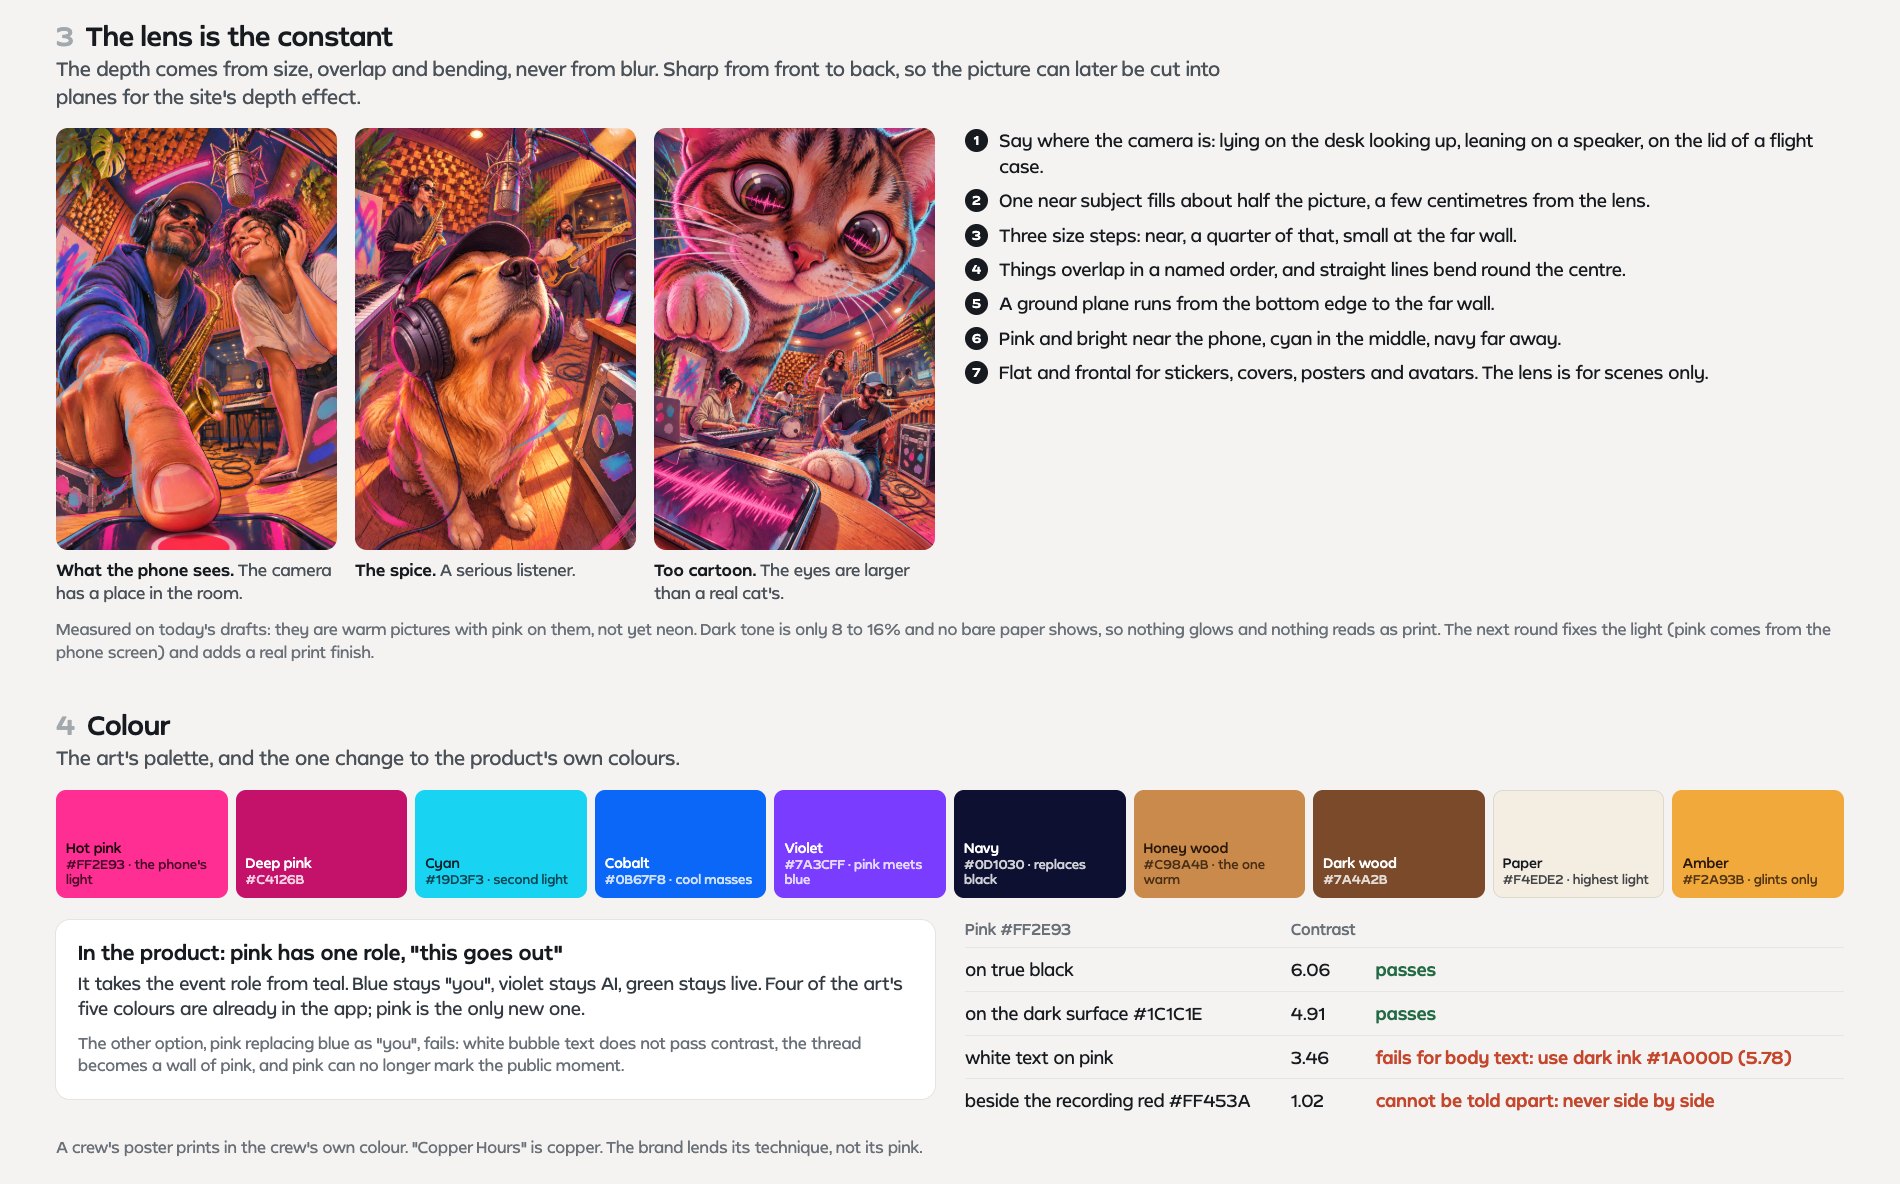 3 The lens is the constant
The depth comes from size, overlap and bending, never from blur. Sharp from front to back, so the picture can later be cut into
planes for the site's depth effect.
1 Say where the camera is: lying on the desk looking up, leaning on a speaker, on the lid of a flight
case.
2 One near subject fills about half the picture, a few centimetres from the lens.
3 Three size steps: near, a quarter of that, small at the far wall.
4 Things overlap in a named order, and straight lines bend round the centre.
5 A ground plane runs from the bottom edge to the far wall.
6 Pink and bright near the phone, cyan in the middle, navy far away.
7 Flat and frontal for stickers, covers, posters and avatars. The lens is for scenes only.
What the phone sees. The camera
has a place in the room.
The spice. A serious listener.
Too cartoon. The eyes are larger
than a real cat's.
Measured on today's drafts: they are warm pictures with pink on them, not yet neon. Dark tone is only 8 to 16% and no bare paper shows, so nothing glows and nothing reads as print. The next round fixes the light (pink comes from the
phone screen) and adds a real print finish.
4 Colour
The art's palette, and the one change to the product's own colours.
Hot pink
#FF2E93 · the phone's
light
Deep pink
#C4126B
Cyan
#19D3F3 · second light
Cobalt
#0B67F8 · cool masses
Violet
#7A3CFF · pink meets
blue
Navy
#0D1030 · replaces
black
Honey wood
#C98A4B · the one
warm
Dark wood
#7A4A2B
Paper
#F4EDE2 · highest light
Amber
#F2A93B · glints only
In the product: pink has one role, "this goes out"
It takes the event role from teal. Blue stays "you", violet stays AI, green stays live. Four of the art's
five colours are already in the app; pink is the only new one.
The other option, pink replacing blue as "you", fails: white bubble text does not pass contrast, the thread
becomes a wall of pink, and pink can no longer mark the public moment.
Pink #FF2E93 Contrast
on true black 6.06 passes
on the dark surface #1C1C1E 4.91 passes
white text on pink 3.46 fails for body text: use dark ink #1A000D (5.78)
beside the recording red #FF453A 1.02 cannot be told apart: never side by side
A crew's poster prints in the crew's own colour. "Copper Hours" is copper. The brand lends its technique, not its pink.